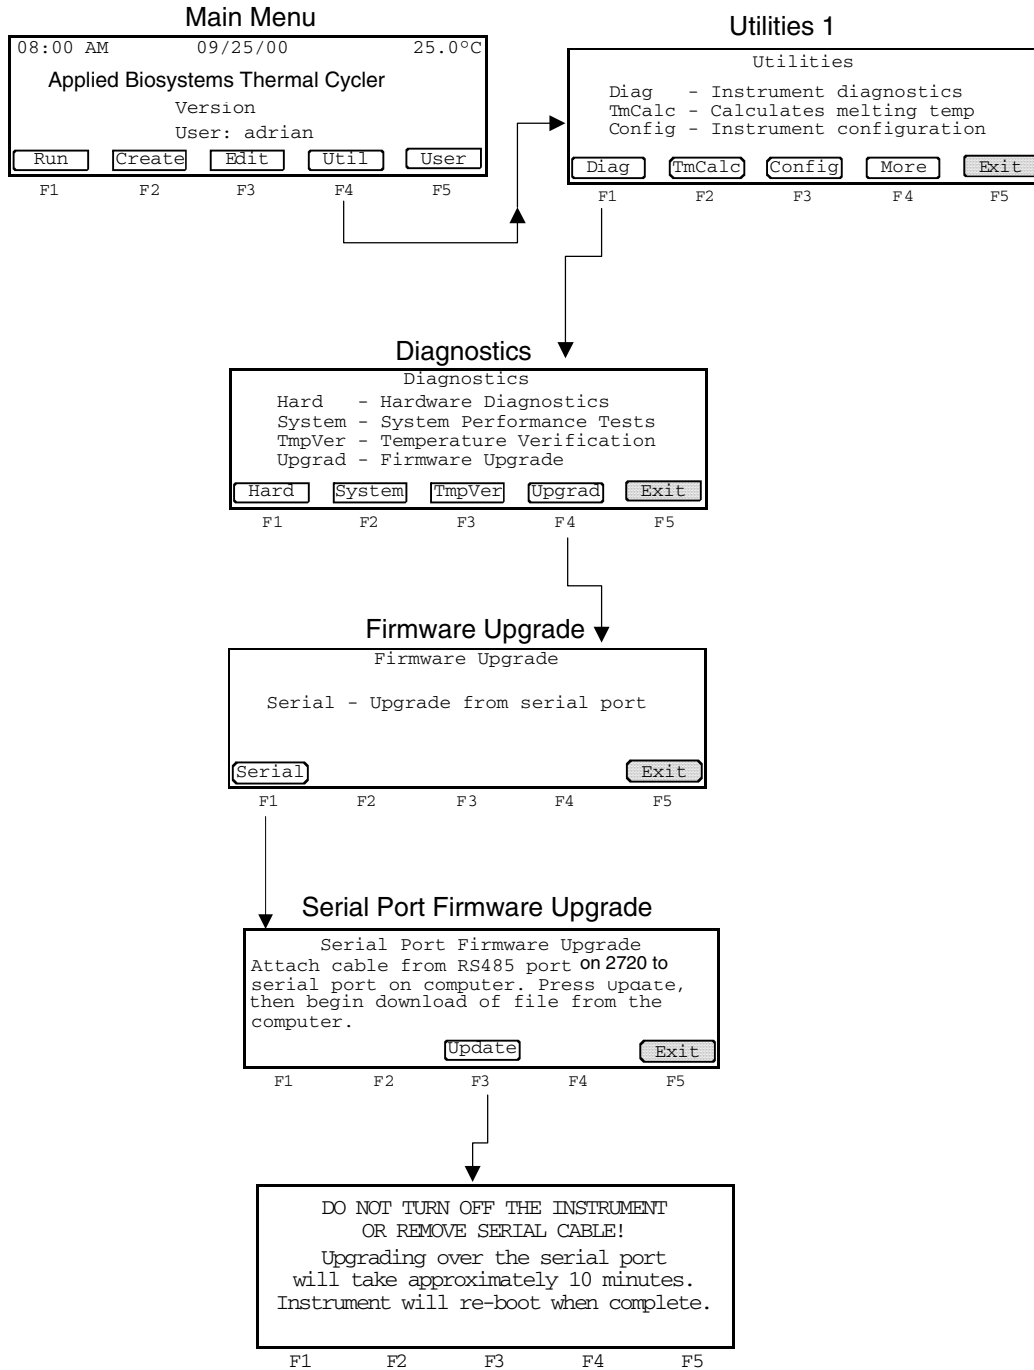 Main Menu
08:00 AM 09/25/00 25.0°C
Applied Biosystems Thermal Cycler
Version
User: adrian
Run Create Edit Util User
F1 F2 F3 F4 F5
Utilities 1
Utilities
Diag - Instrument diagnostics
TmCalc - Calculates melting temp
Config - Instrument configuration
Diag TmCalc Config More Exit
F1 F2 F3 F4 F5
Diagnostics
Diagnostics
Hard - Hardware Diagnostics
System - System Performance Tests
TmpVer - Temperature Verification
Upgrad - Firmware Upgrade
Hard System TmpVer Upgrad Exit
F1 F2 F3 F4 F5
Firmware Upgrade
Firmware Upgrade
Serial - Upgrade from serial port
Serial Exit
F1 F2 F3 F4 F5
Serial Port Firmware Upgrade
Serial Port Firmware Upgrade
Attach cable from RS485 port on 2720 to
serial port on computer. Press Update,
then begin download of file from the
computer.
Update Exit
F1 F2 F3 F4 F5
DO NOT TURN OFF THE INSTRUMENT
OR REMOVE SERIAL CABLE!
Upgrading over the serial port
will take approximately 10 minutes.
Instrument will re-boot when complete.
F1 F2 F3 F4 F5